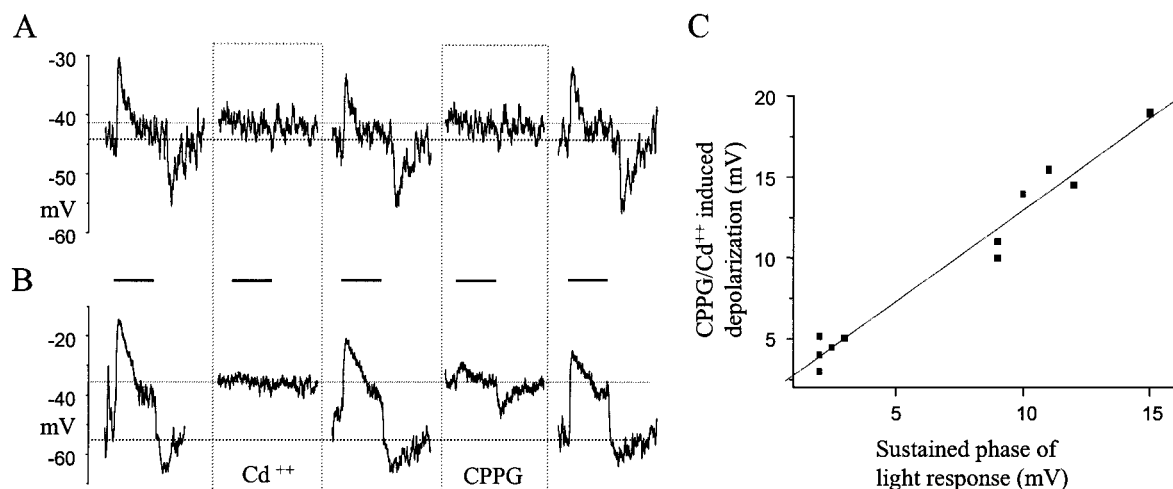 A
-30
-40
-50
mV
-60
B
-20
-40
mV
-60
Cd ++
CPPG
C
CPPG/Cd++ induced
depolarization (mV)
20
15
10
5
5
10
15
Sustained phase of
light response (mV)